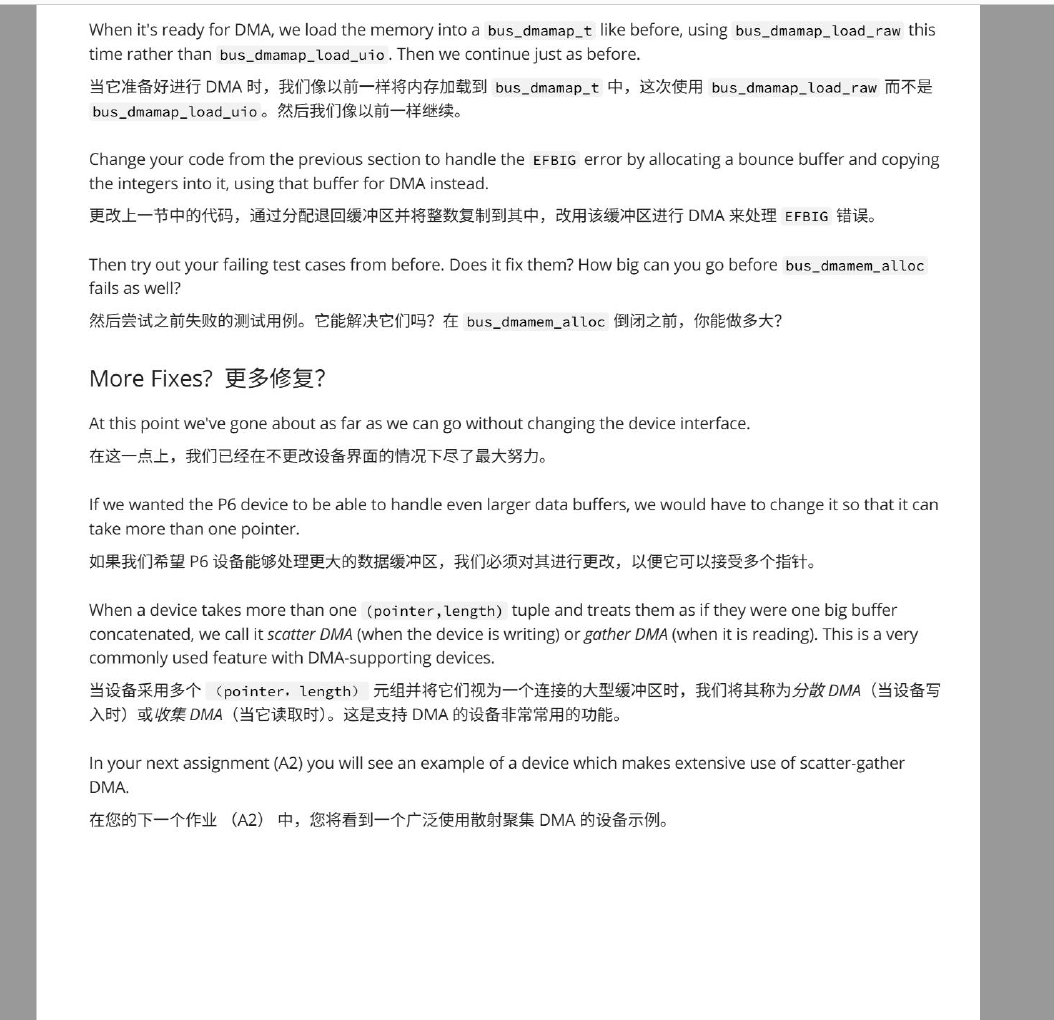 When it's ready for DMA, we load the memory into a bus_dmamap_t like before, using bus_dmamap_load_raw this
time rather than bus_dmamap_load_uio. Then we continue just as before.
当它准备好进行 DMA 时，我们像以前一样将内存加载到 bus_dmamap_t 中，这次使用 bus_dmamap_load_raw 而不是
bus_dmamap_load_uio。然后我们像以前一样继续。
Change your code from the previous section to handle the EFBIG error by allocating a bounce buffer and copying
the integers into it, using that buffer for DMA instead.
更改上一节中的代码，通过分配退回缓冲区并将整数复制到其中，改用该缓冲区进行 DMA 来处理 EFBIG 错误。
Then try out your failing test cases from before. Does it fix them? How big can you go before bus_dmamem_alloc
fails as well?
然后尝试之前失败的测试用例。它能解决它们吗？在 bus_dmamem_alloc 倒闭之前，你能做多大？
More Fixes? 更多修复？
At this point we've gone about as far as we can go without changing the device interface.
在这一点上，我们已经在不更改设备界面的情况下尽了最大努力。
If we wanted the P6 device to be able to handle even larger data buffers, we would have to change it so that it can
take more than one pointer.
如果我们希望 P6 设备能够处理更大的数据缓冲区，我们必须对其进行更改，以便它可以接受多个指针。
When a device takes more than one (pointer,length) tuple and treats them as if they were one big buffer
concatenated, we call it scatter DMA (when the device is writing) or gather DMA (when it is reading). This is a very
commonly used feature with DMA-supporting devices.
当设备采用多个 （pointer，length） 元组并将它们视为一个连接的大型缓冲区时，我们将其称为分散 DMA（当设备写
入时）或收集 DMA（当它读取时）。这是支持 DMA 的设备非常常用的功能。
In your next assignment (A2) you will see an example of a device which makes extensive use of scatter-gather
DMA.
在您的下一个作业 （A2） 中，您将看到一个广泛使用散射聚集 DMA 的设备示例。